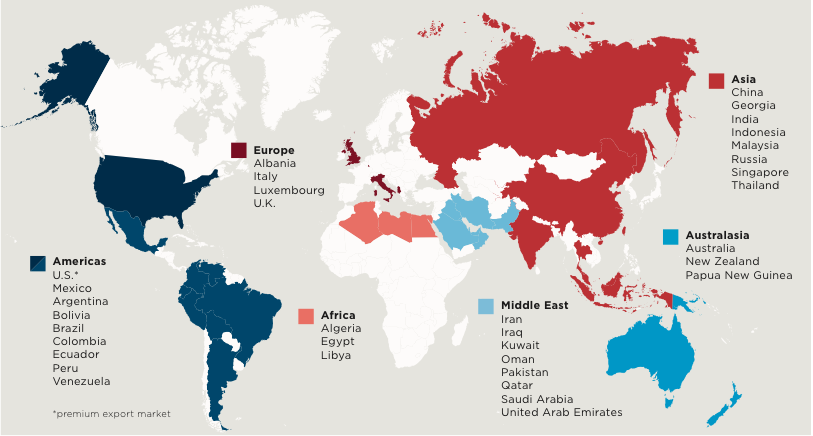 Asia
China
Georgia
India
Indonesia
Malaysia
Russia
Singapore
Thailand
Europe
Albania
Italy
Luxembourg
U.K.
Australasia
Australia
New Zealand
Papua New Guinea
Americas
U.S.*
Mexico
Argentina
Bolivia
Brazil
Colombia
Ecuador
Peru
Venezuela
Africa
Algeria
Egypt
Libya
Middle East
Iran
Iraq
Kuwait
Oman
Pakistan
Qatar
Saudi Arabia
United Arab Emirates
*premium export market